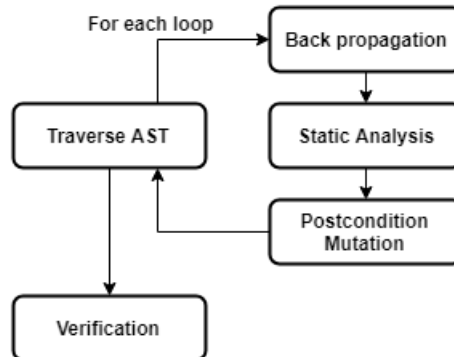 For each loop
Back propagation
Traverse AST
Static Analysis
Postcondition
Mutation
Verification